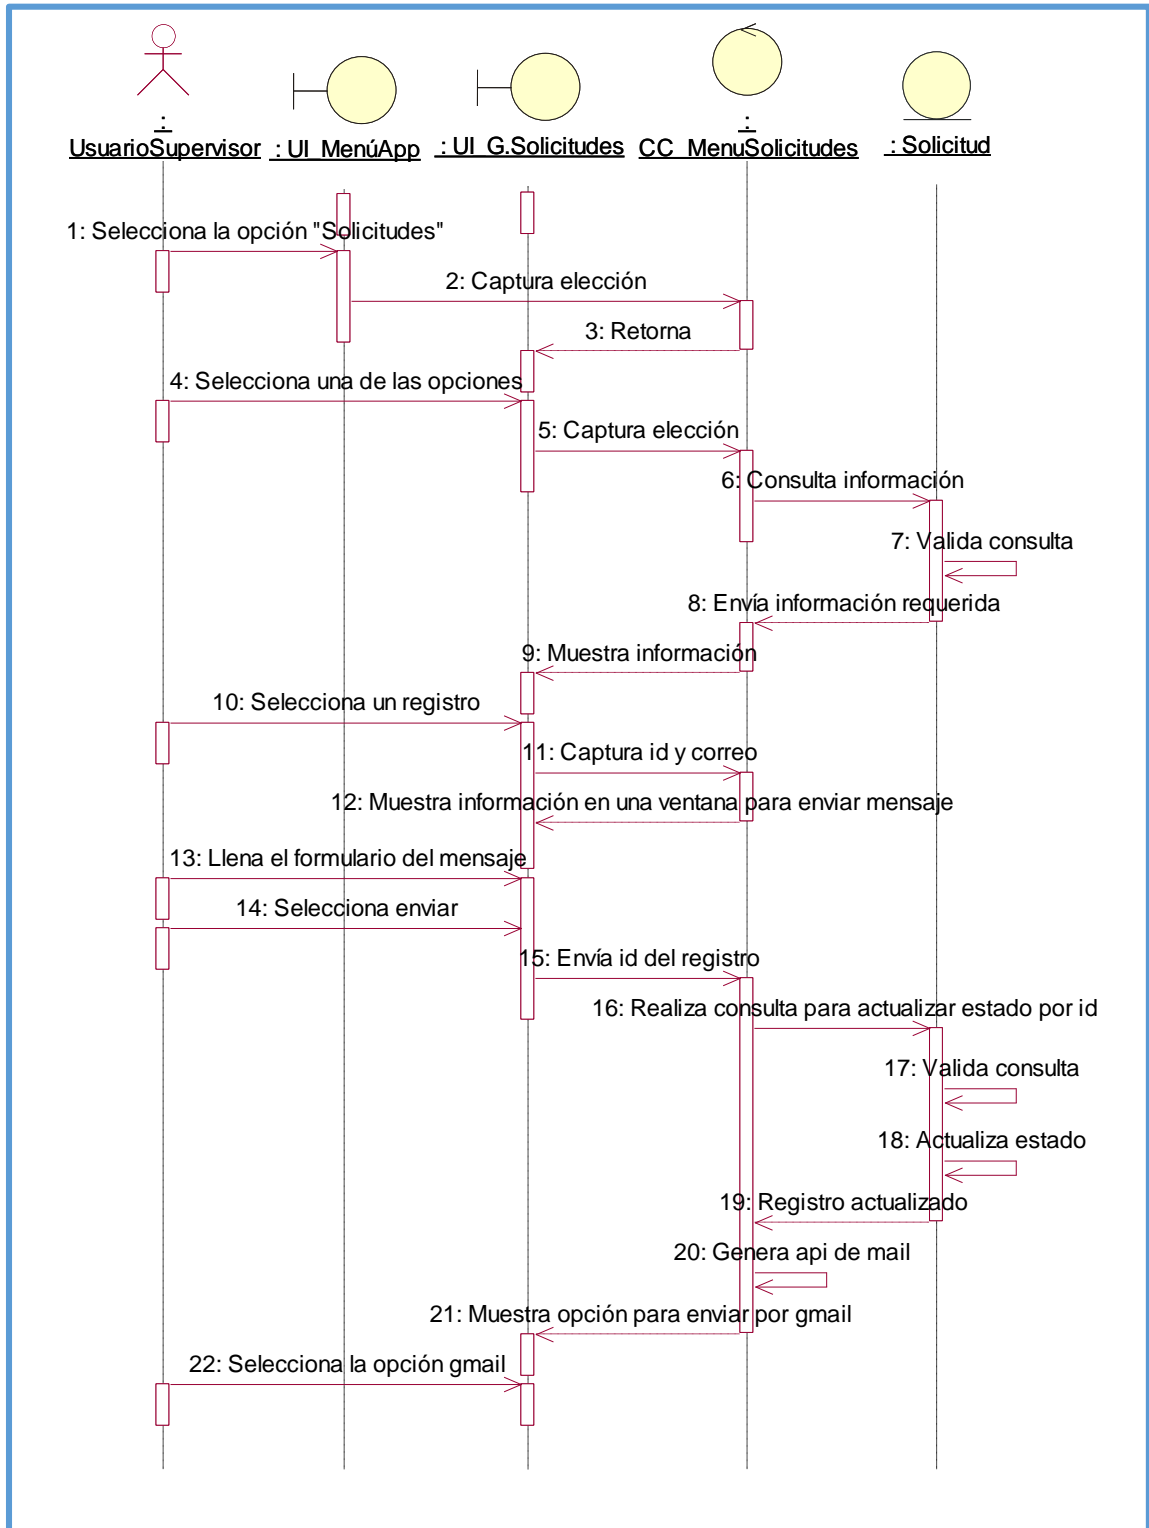 :
UsuarioSupervisor
: UI_MenúApp
: UI_G.Solicitudes
:
CC_MenuSolicitudes
: Solicitud
1: Selecciona la opción "Solicitudes"
2: Captura elección
3: Retorna
4: Selecciona una de las opciones
5: Captura elección
6: Consulta información
7: Valida consulta
8: Envía información requerida
9: Muestra información
10: Selecciona un registro
11: Captura id y correo
12: Muestra información en una ventana para enviar mensaje
13: Llena el formulario del mensaje
14: Selecciona enviar
15: Envía id del registro
16: Realiza consulta para actualizar estado por id
17: Valida consulta
18: Actualiza estado
19: Registro actualizado
20: Genera api de mail
21: Muestra opción para enviar por gmail
22: Selecciona la opción gmail